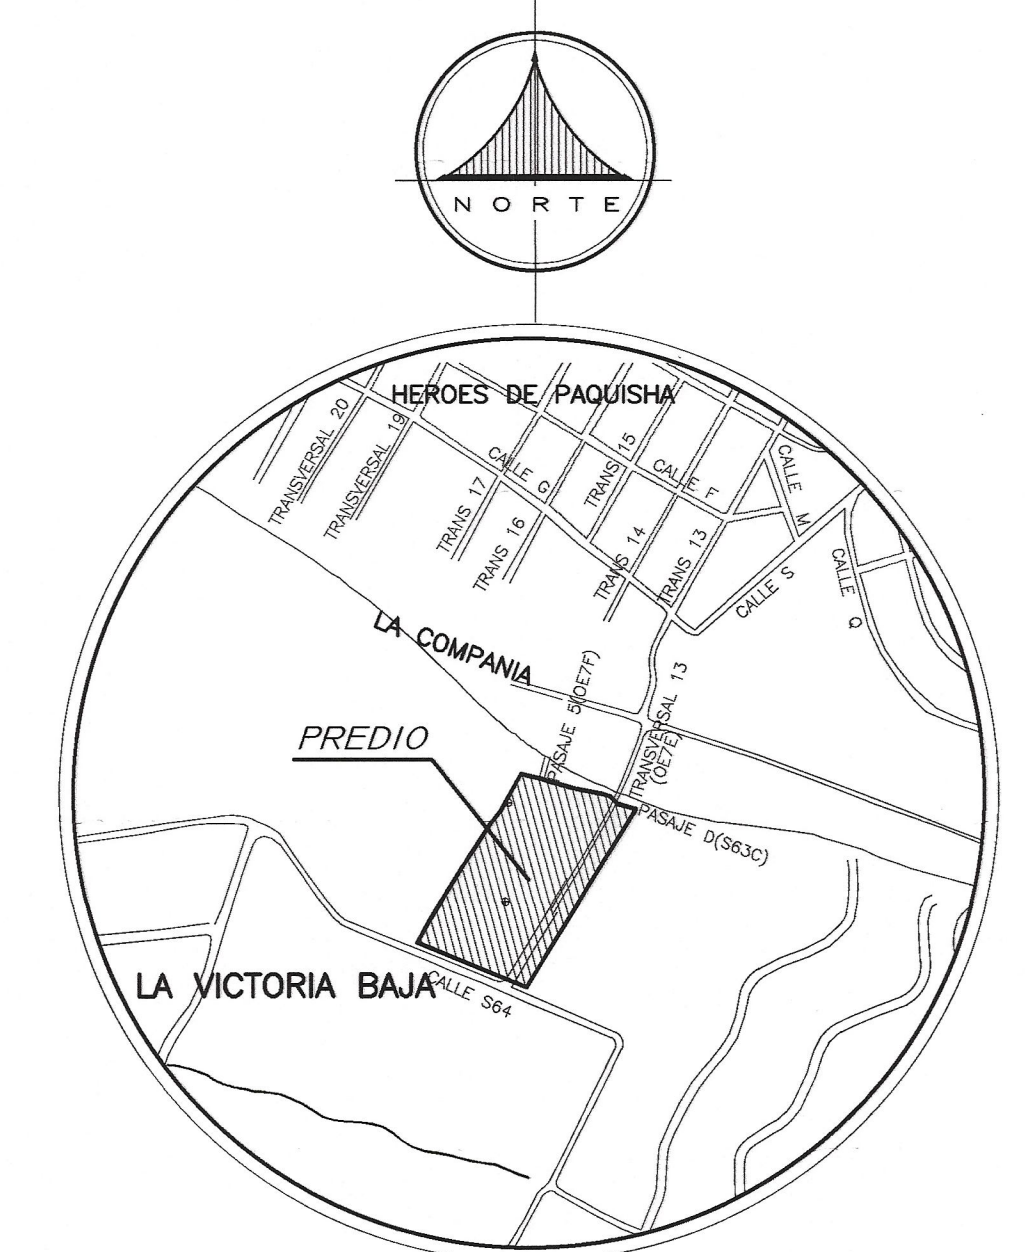 NORTE
HEROES DE PAQUISHA
TRANSVERSAL 20
TRANSVERSAL 19
CALLE G
TRANS 17
TRANS 16
TRANS 15
CALLE F
CALLE M
TRANS 14
TRANS 13
CALLE S
CALLE Q
LA COMPANIA
PASAJE 5(OE7F)
TRANSVERSAL 13
(OE7E)
PREDIO
PASAJE D(S63C)
LA VICTORIA BAJA
CALLE S64